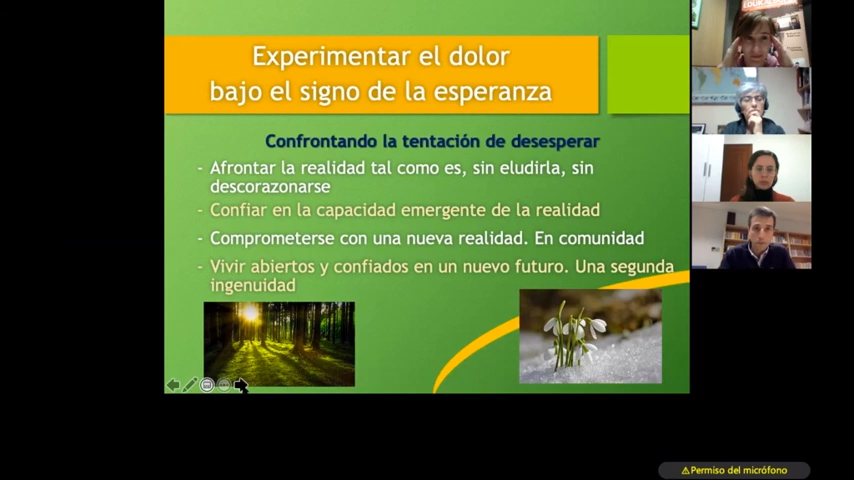 Experimentar el dolor
bajo el signo de la esperanza
Confrontando la tentación de desesperar
- Afrontar la realidad tal como es, sin eludirla, sin
descorazonarse
- Confiar en la capacidad emergente de la realidad
- Comprometerse con una nueva realidad. En comunidad
- Vivir abiertos y confiados en un nuevo futuro. Una segunda
ingenuidad
⚠Permiso del micrófono